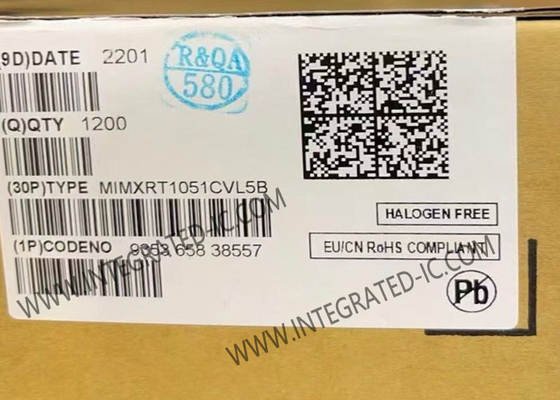 (9D)DATE 2201
R&QA
580
(Q)QTY 1200
(30P)TYPE MIMXRT1051CVL5B
HALOGEN FREE
(1P)CODENO 9353 658 38557
EU/CN RoHS COMPLIANT
Pb
WWW.INTEGRATED-IC.COM
WWW.INTEGRATED-IC.COM